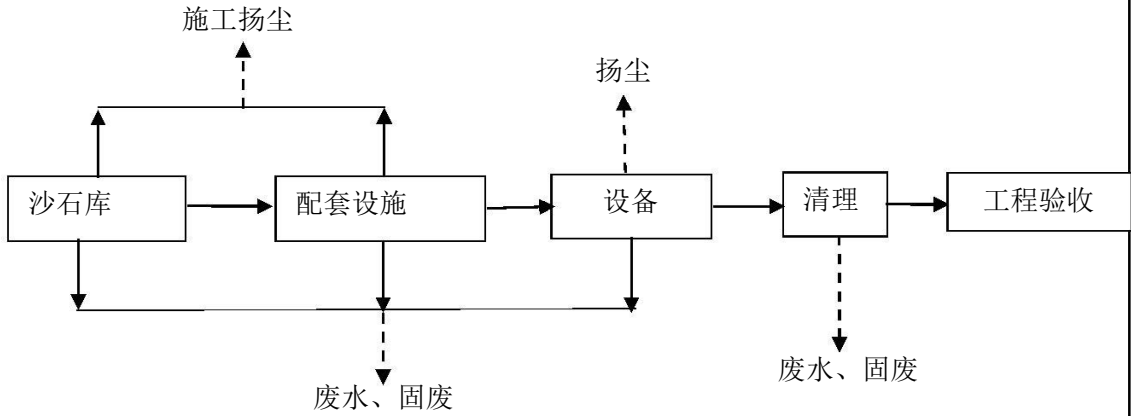 施工扬尘
扬尘
沙石库
配套设施
设备
清理
工程验收
废水、固废
废水、固废